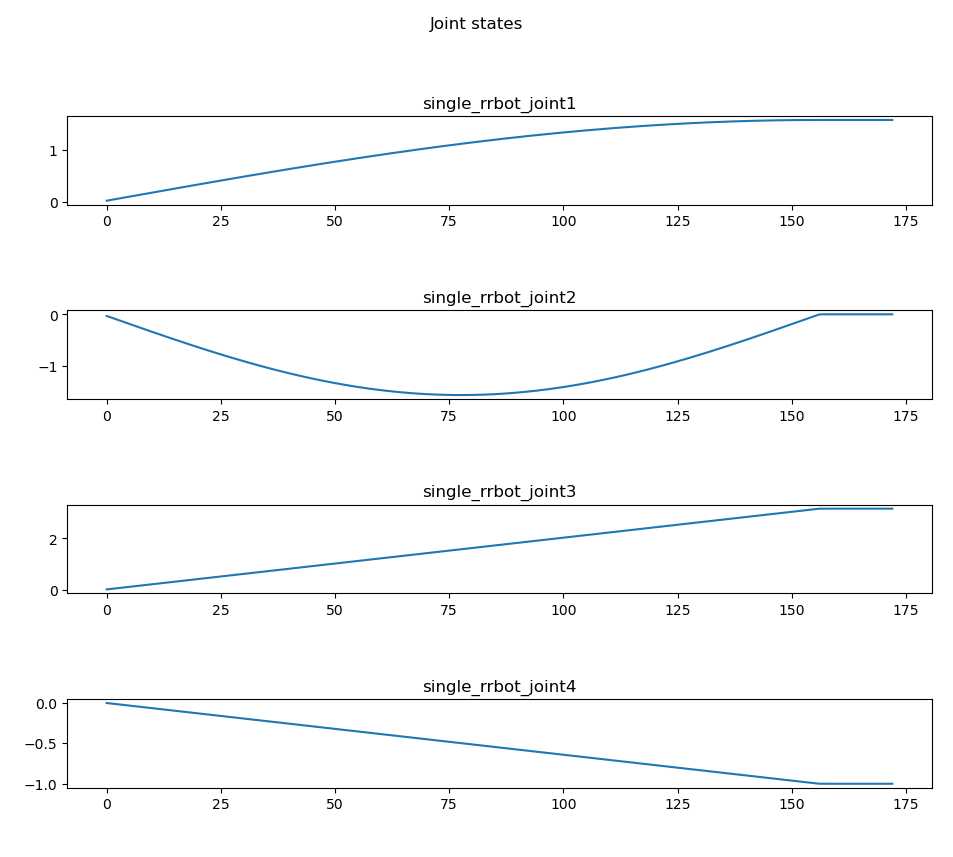 Joint states
single_rrbot_joint1
1
0
0 25 50 75 100 125 150 175
single_rrbot_joint2
0
−1
0 25 50 75 100 125 150 175
single_rrbot_joint3
2
0
0 25 50 75 100 125 150 175
single_rrbot_joint4
0.0
−0.5
−1.0
0 25 50 75 100 125 150 175